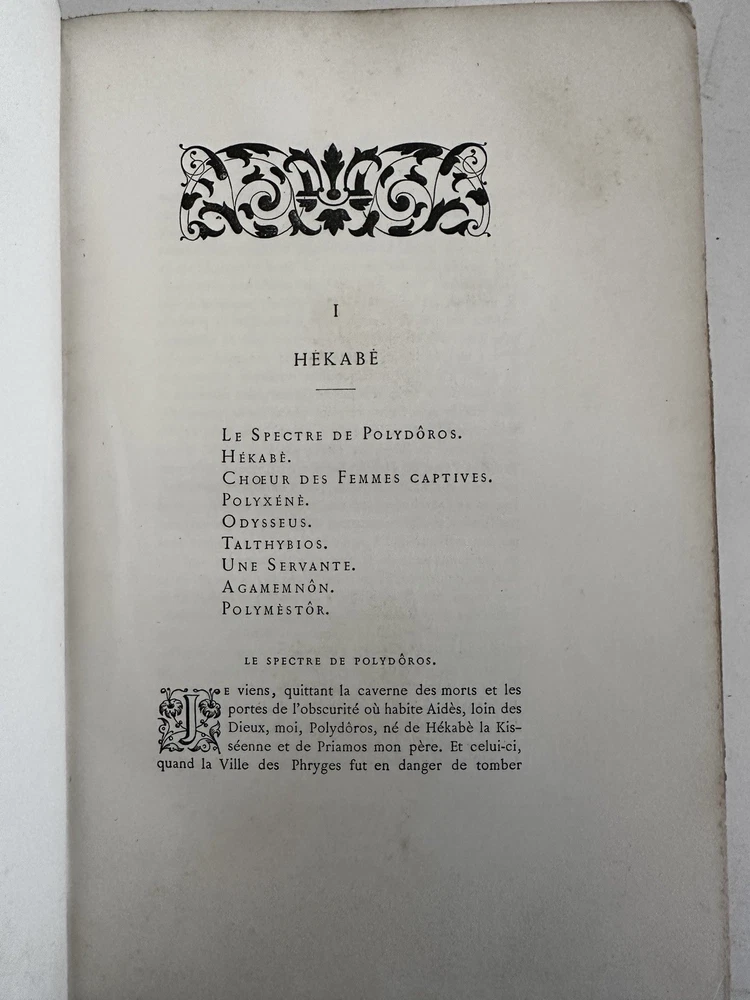 I
HÉKABÈ
LE SPECTRE DE POLYDÔROS.
HÉKABÈ.
CHŒUR DES FEMMES CAPTIVES.
POLYXÉNÈ.
ODYSSEUS.
TALTHYBIOS.
UNE SERVANTE.
AGAMEMNÔN.
POLYMÈSTÔR.
LE SPECTRE DE POLYDÔROS.
JE viens, quittant la caverne des morts et les
portes de l'obscurité où habite Aidès, loin des
Dieux, moi, Polydôros, né de Hékabè la Kis-
séenne et de Priamos mon père. Et celui-ci,
quand la Ville des Phryges fut en danger de tomber